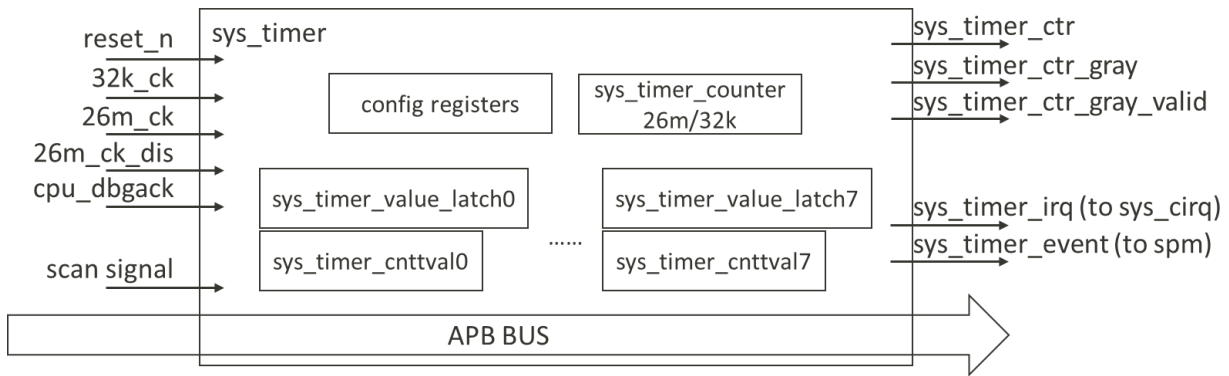 reset_n
32k_ck
26m_ck
26m_ck_dis
cpu_dbgack
scan signal
sys_timer
config registers
sys_timer_counter
26m/32k
sys_timer_value_latch0
sys_timer_cnttval0
......
sys_timer_value_latch7
sys_timer_cnttval7
sys_timer_ctr
sys_timer_ctr_gray
sys_timer_ctr_gray_valid
sys_timer_irq (to sys_cirq)
sys_timer_event (to spm)
APB BUS